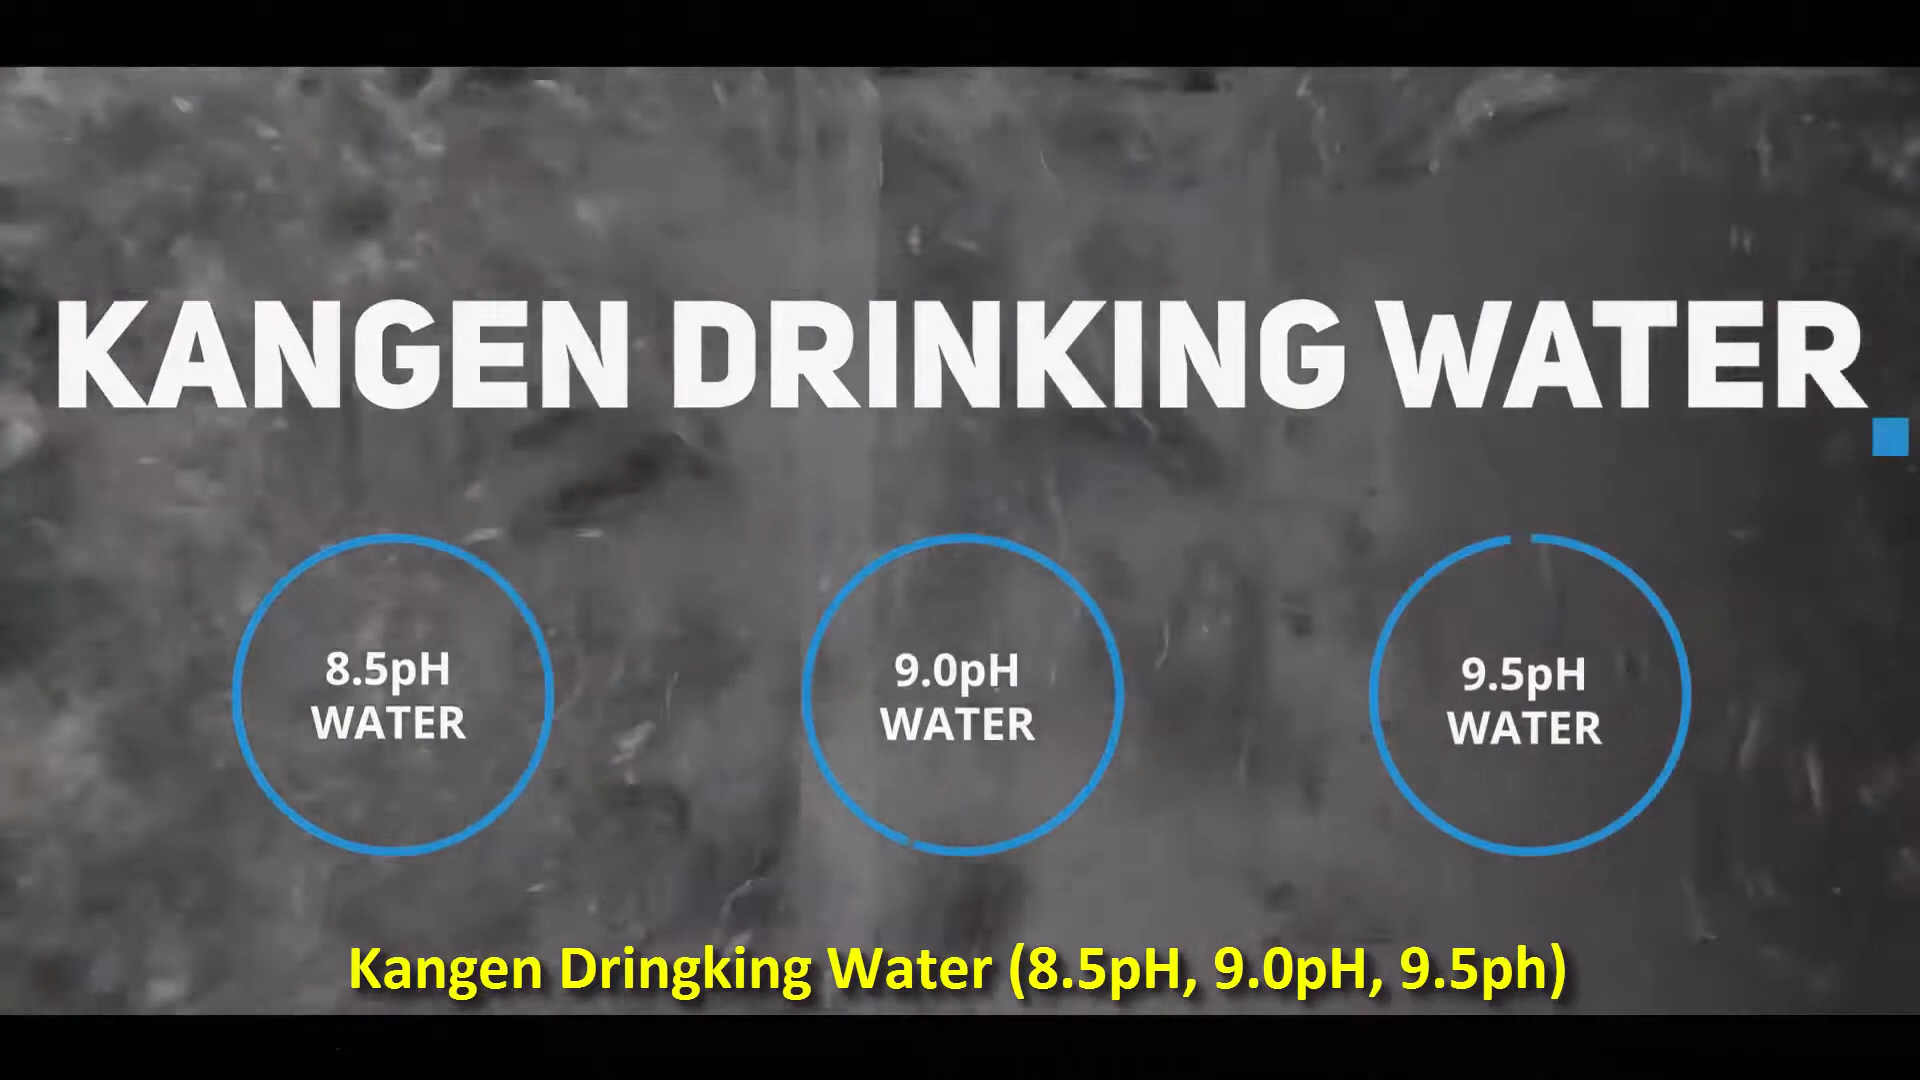 KANGEN DRINKING WATER
8.5pH
WATER
9.0pH
WATER
9.5pH
WATER
Kangen Dringking Water (8.5pH, 9.0pH, 9.5ph)